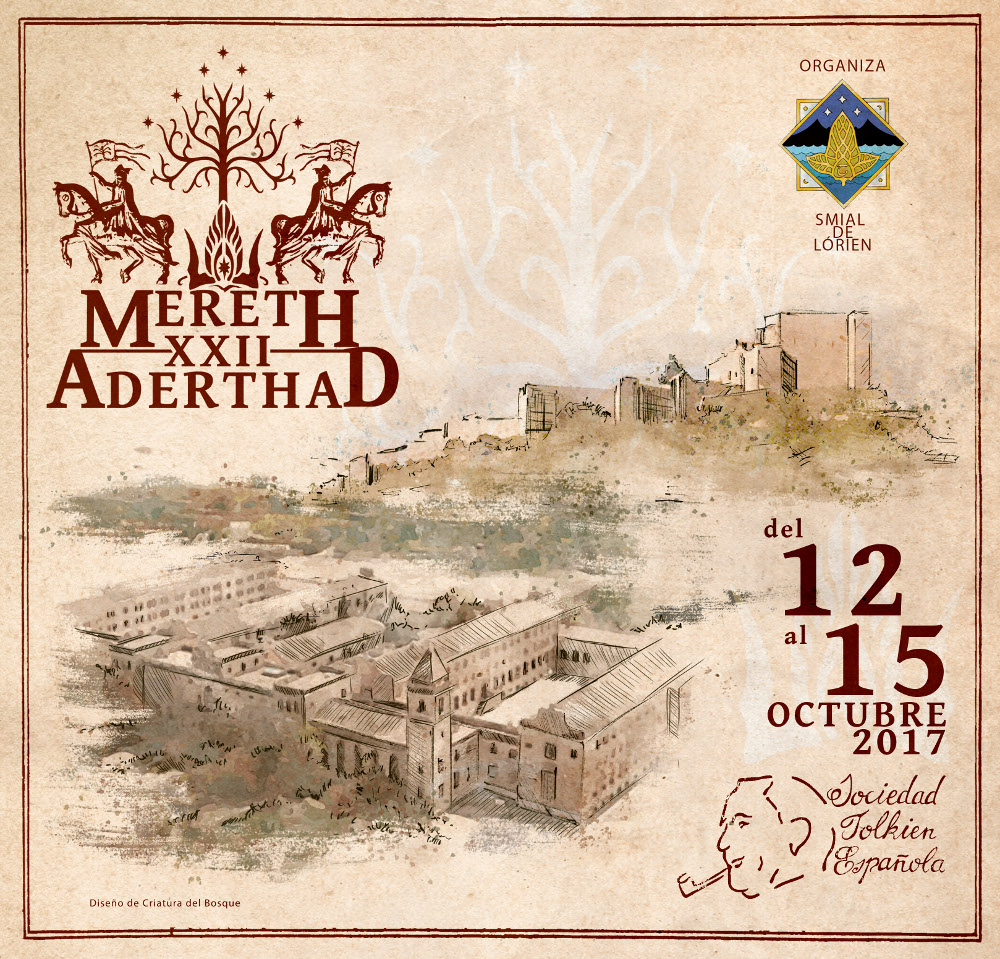 MERETH
XXII
ADERTHAD
ORGANIZA
SMIAL
DE
LÓRIEN
del
12
al
15
OCTUBRE
2017
Sociedad
Tolkien
Española
Diseño de Criatura del Bosque